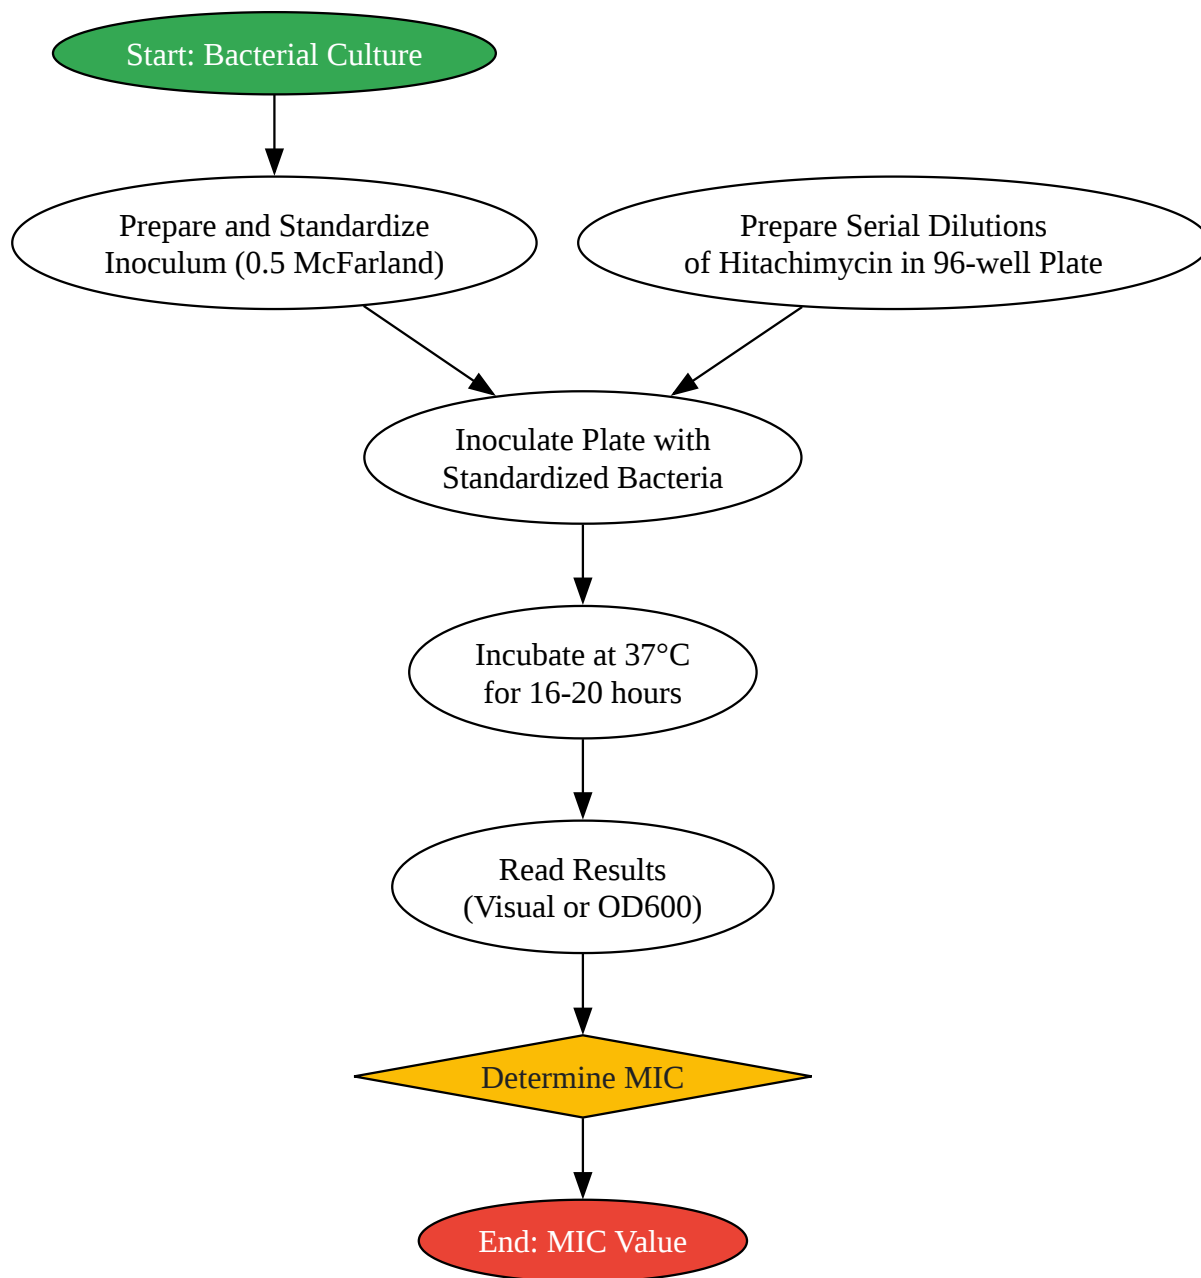 Start: Bacterial Culture
Prepare and Standardize
Inoculum (0.5 McFarland)
Prepare Serial Dilutions
of Hitachimycin in 96-well Plate
Inoculate Plate with
Standardized Bacteria
Incubate at 37°C
for 16-20 hours
Read Results
(Visual or OD600)
Determine MIC
End: MIC Value